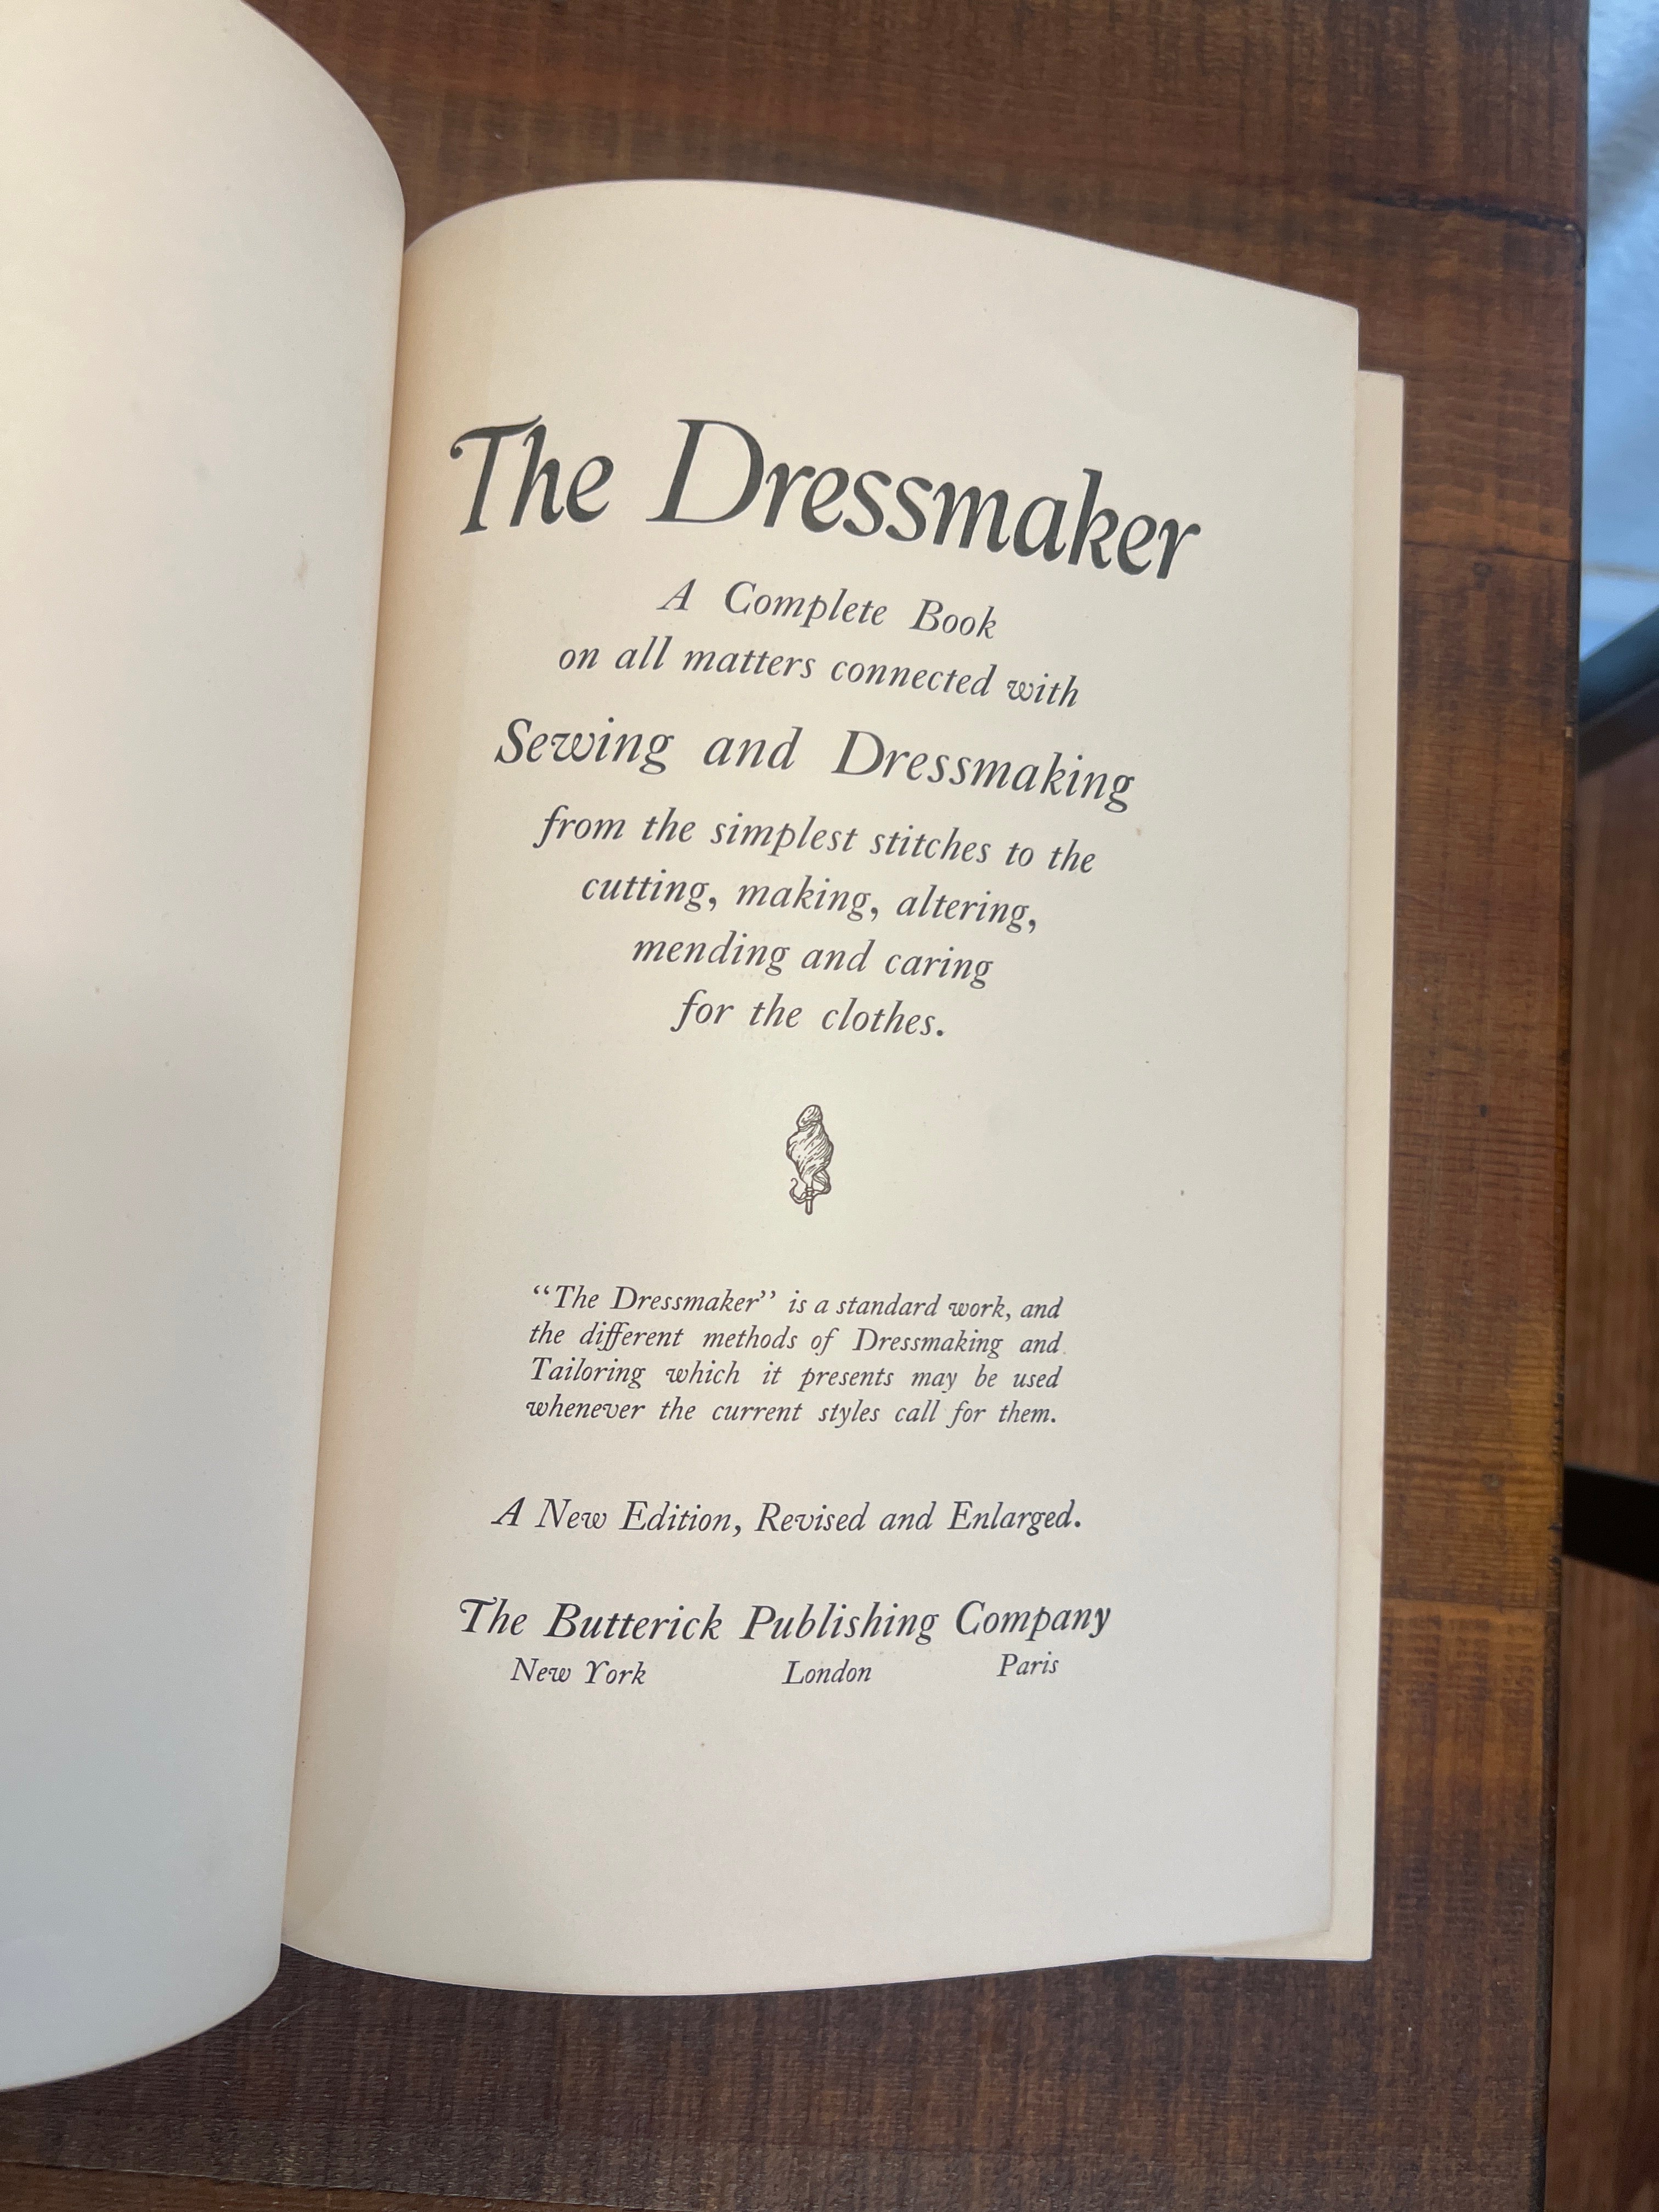 The Dressmaker
A Complete Book
on all matters connected with
Sewing and Dressmaking
from the simplest stitches to the
cutting, making, altering,
mending and caring
for the clothes.
“The Dressmaker” is a standard work, and
the different methods of Dressmaking and
Tailoring which it presents may be used
whenever the current styles call for them.
A New Edition, Revised and Enlarged.
The Butterick Publishing Company
New York London Paris